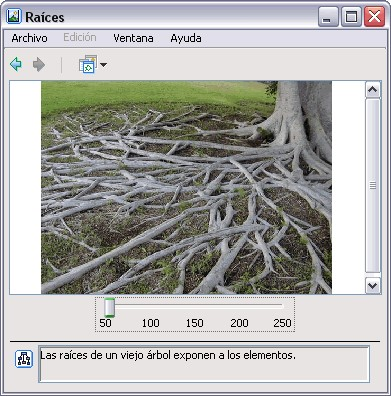 Raíces
Archivo Edición Ventana Ayuda
50 100 150 200 250
Las raíces de un viejo árbol exponen a los elementos.